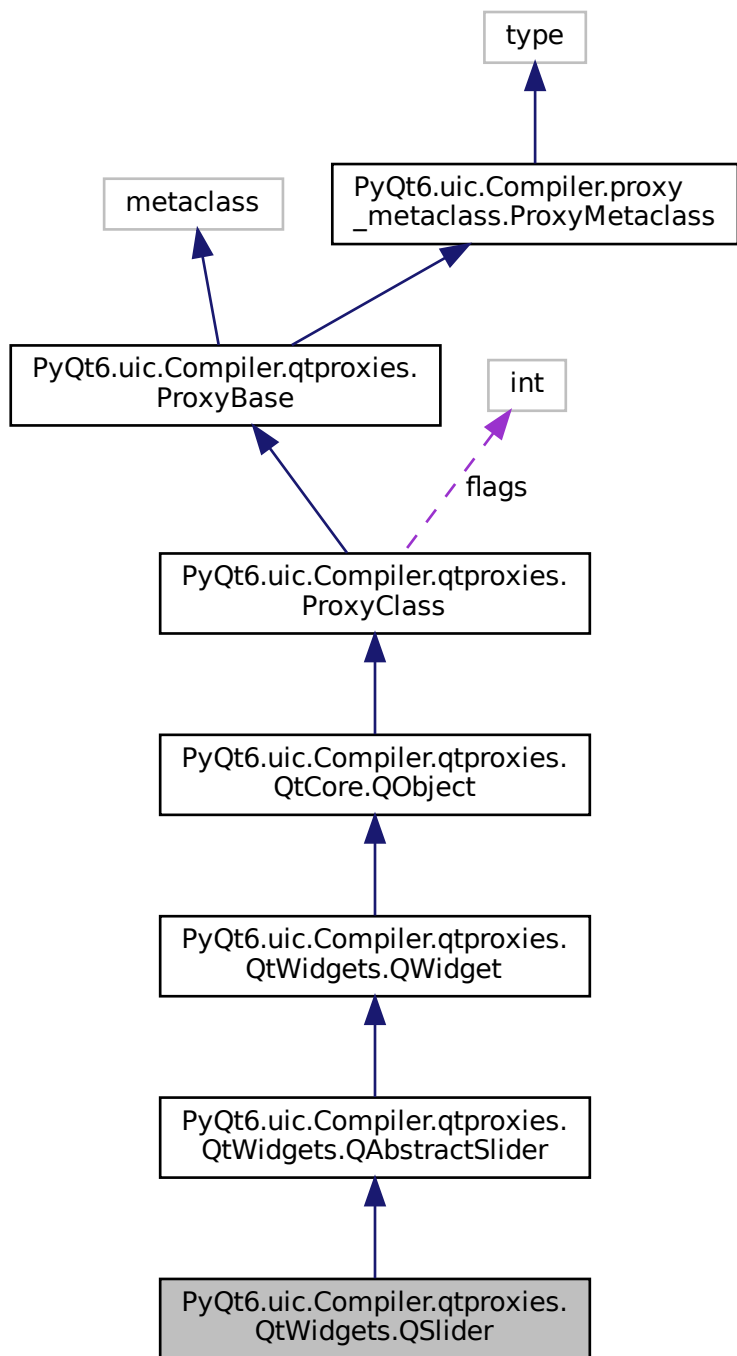 type
PyQt6.uic.Compiler.proxy
_metaclass.ProxyMetaclass
metaclass
PyQt6.uic.Compiler.qtproxies.
ProxyBase
int
flags
PyQt6.uic.Compiler.qtproxies.
ProxyClass
PyQt6.uic.Compiler.qtproxies.
QtCore.QObject
PyQt6.uic.Compiler.qtproxies.
QtWidgets.QWidget
PyQt6.uic.Compiler.qtproxies.
QtWidgets.QAbstractSlider
PyQt6.uic.Compiler.qtproxies.
QtWidgets.QSlider